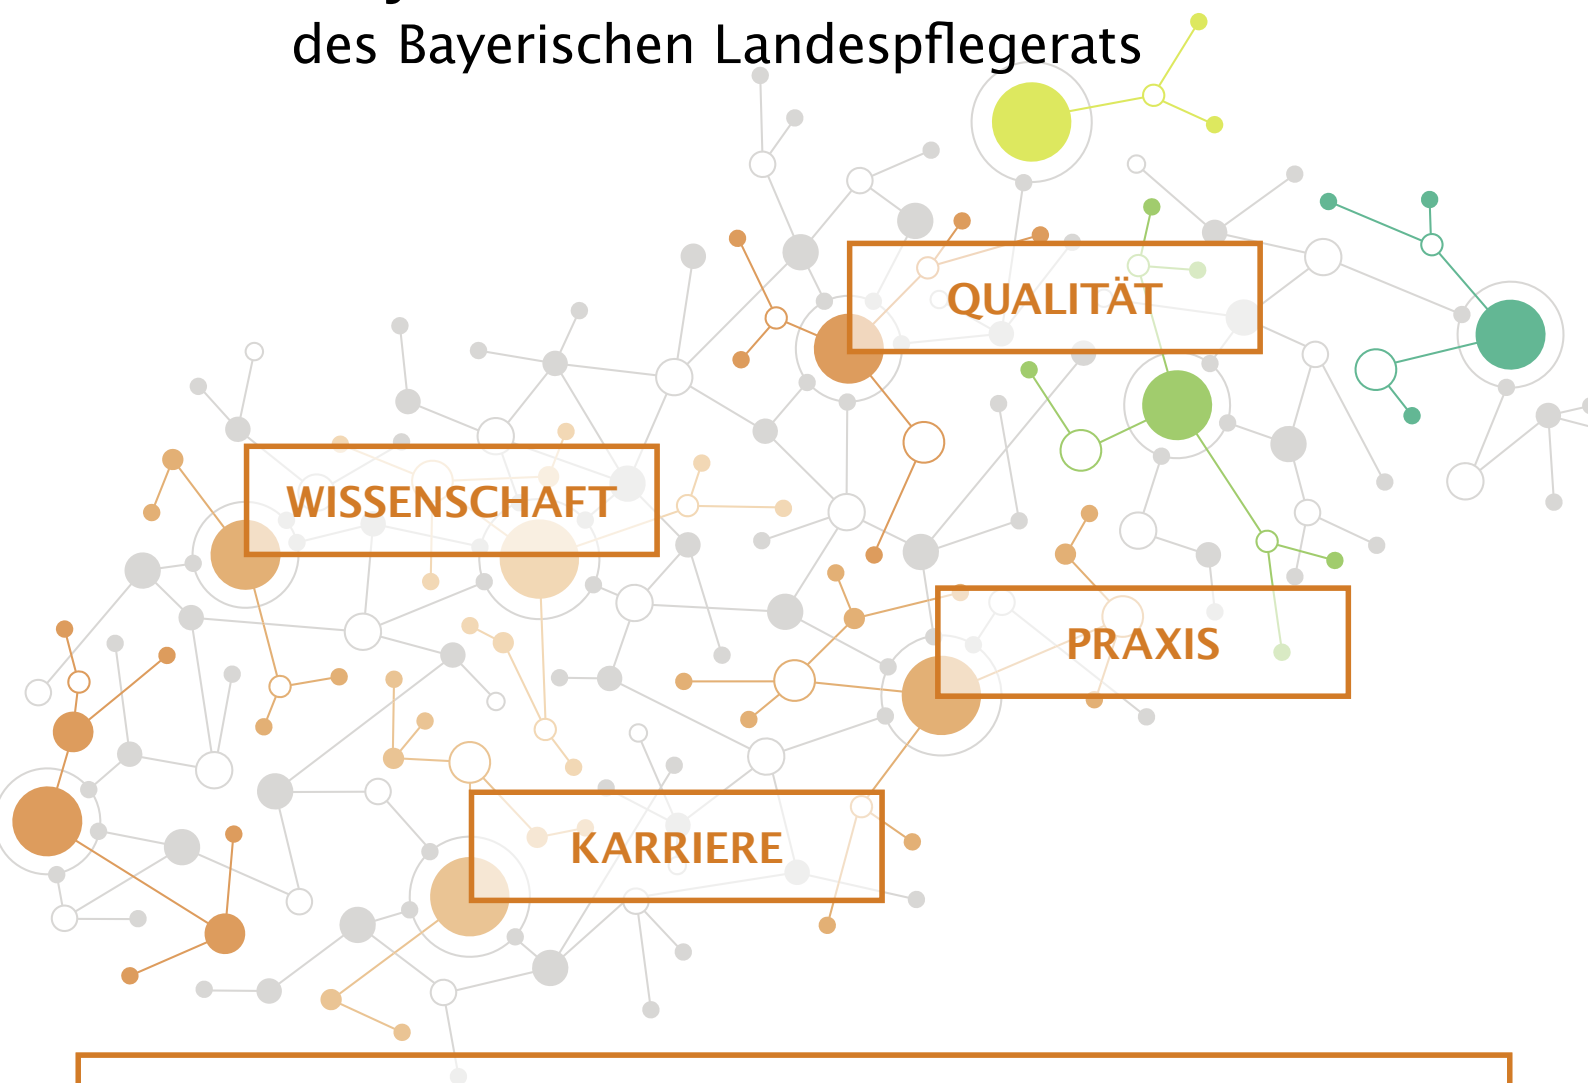 des Bayerischen Landespflegerats
QUALITÄT
WISSENSCHAFT
PRAXIS
KARRIERE